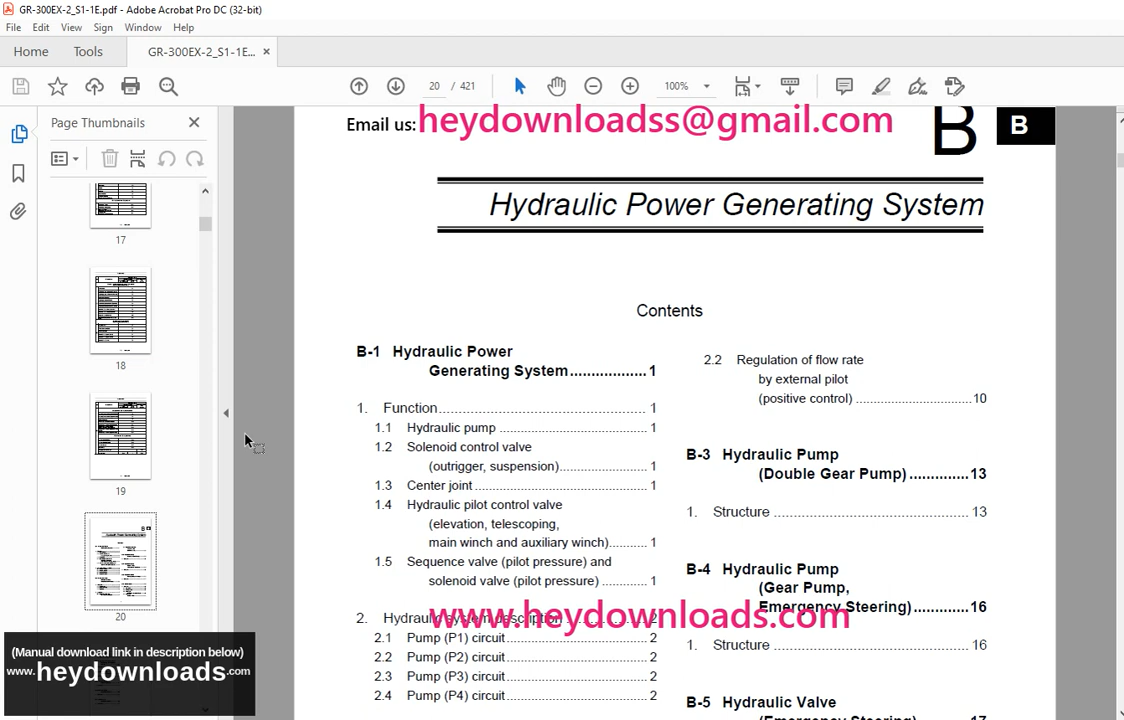 GR-300EX-2_S1-1E.pdf - Adobe Acrobat Pro DC (32-bit)
File Edit View Sign Window Help
Home Tools GR-300EX-2_S1-1E... ×
20 / 421 100%
Page Thumbnails
17
18
19
20
Email us: heydownloadss@gmail.com
B B
Hydraulic Power Generating System
Contents
B-1 Hydraulic Power
Generating System.................. 1
1. Function.................................................... 1
1.1 Hydraulic pump ...................................... 1
1.2 Solenoid control valve
(outrigger, suspension)...................... 1
1.3 Center joint ............................................ 1
1.4 Hydraulic pilot control valve
(elevation, telescoping,
main winch and auxiliary winch).......... 1
1.5 Sequence valve (pilot pressure) and
solenoid valve (pilot pressure) ............ 1
2. Hydraulic system description .................. 2
2.1 Pump (P1) circuit.................................... 2
2.2 Pump (P2) circuit.................................... 2
2.3 Pump (P3) circuit.................................... 2
2.4 Pump (P4) circuit.................................... 2
2.2 Regulation of flow rate
by external pilot
(positive control) .............................. 10
B-3 Hydraulic Pump
(Double Gear Pump) .............. 13
1. Structure .................................................. 13
B-4 Hydraulic Pump
(Gear Pump,
Emergency Steering) ............. 16
1. Structure .................................................. 16
B-5 Hydraulic Valve
(Emergency Steering) ............. 17
www.heydownloads.com
(Manual download link in description below)
www.heydownloads.com